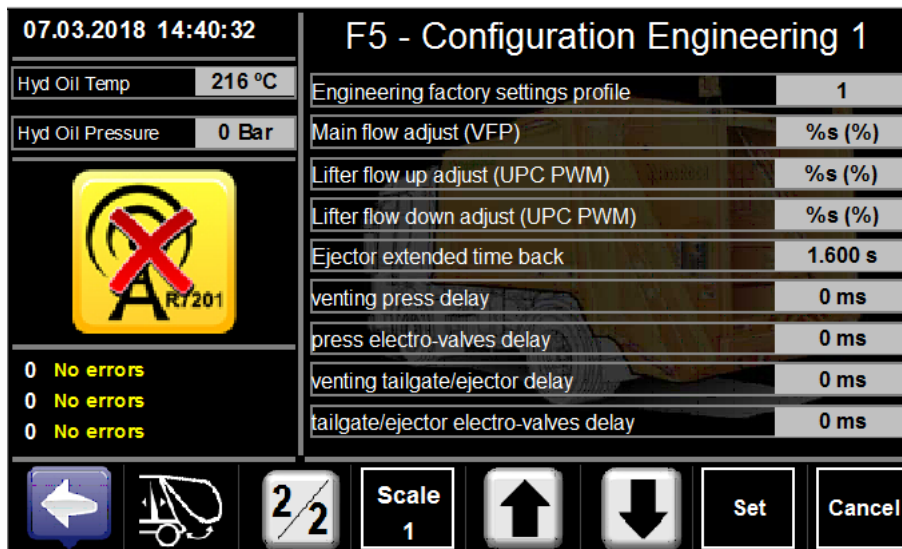 07.03.2018 14:40:32
F5 - Configuration Engineering 1
Hyd Oil Temp 216 ºC
Hyd Oil Pressure 0 Bar
R7201
0 No errors
0 No errors
0 No errors
Engineering factory settings profile 1
Main flow adjust (VFP) %s (%)
Lifter flow up adjust (UPC PWM) %s (%)
Lifter flow down adjust (UPC PWM) %s (%)
Ejector extended time back 1.600 s
venting press delay 0 ms
press electro-valves delay 0 ms
venting tailgate/ejector delay 0 ms
tailgate/ejector electro-valves delay 0 ms
2/2
Scale
1
Set
Cancel